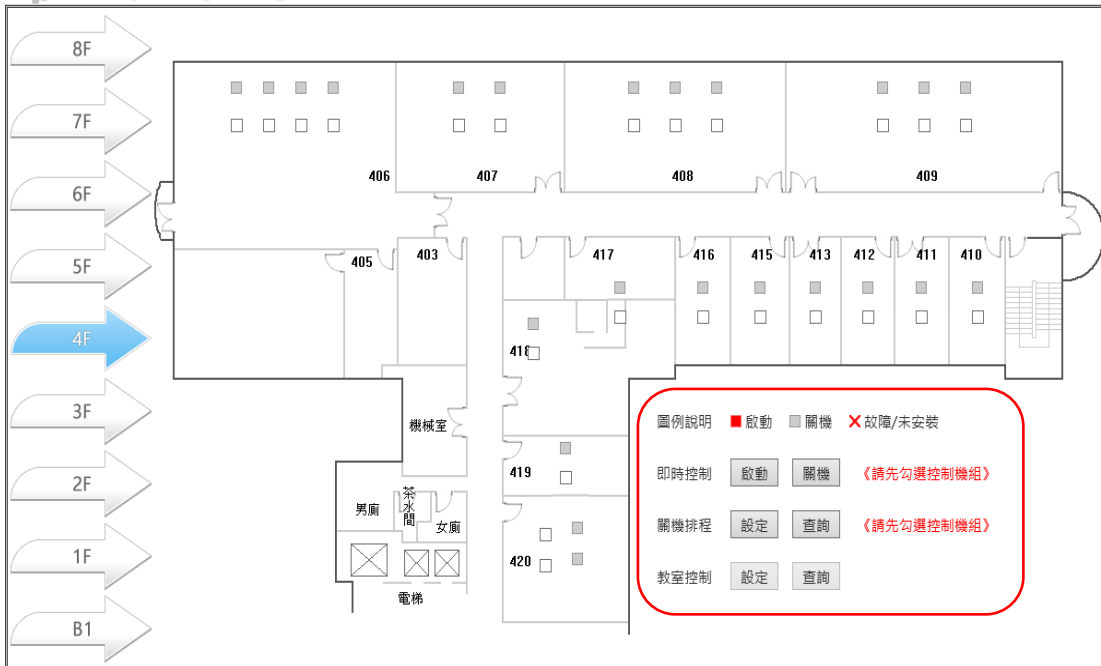 8F
7F
6F
5F
4F
3F
2F
1F
B1
406
407
408
409
405
403
417
416
415
413
412
411
410
418
機械室
419
茶水間
男廁
女廁
420
電梯
圖例說明 啟動 關機 故障/未安裝
即時控制 啟動 關機 《請先勾選控制機組》
關機排程 設定 查詢 《請先勾選控制機組》
教室控制 設定 查詢